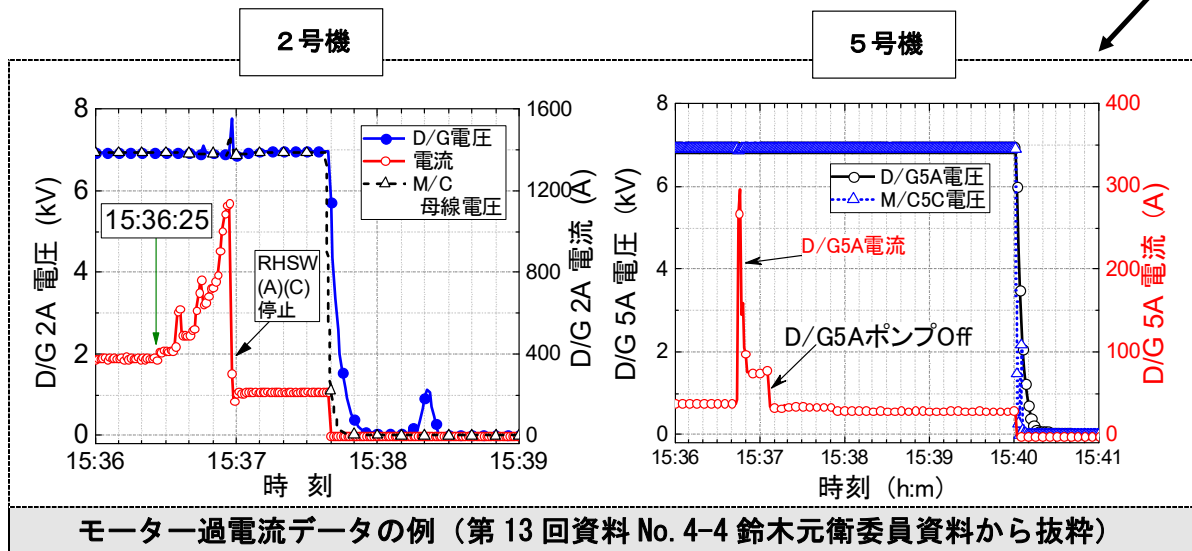 2号機
5号機
8
6
4
2
0
D/G 2A 電圧 (kV)
1600
1200
800
400
0
D/G 2A 電流 (A)
D/G電圧
電流
M/C
母線電圧
15:36:25
RHSW
(A)(C)
停止
15:36
15:37
15:38
15:39
時 刻
8
6
4
2
0
D/G 5A 電圧 (kV)
400
300
200
100
0
D/G 5A 電流 (A)
D/G5A電圧
M/C5C電圧
D/G5A電流
D/G5AポンプOff
15:36
15:37
15:38
15:39
15:40
15:41
時刻 (h:m)
モーター過電流データの例(第 13 回資料 No. 4-4 鈴木元衛委員資料から抜粋)